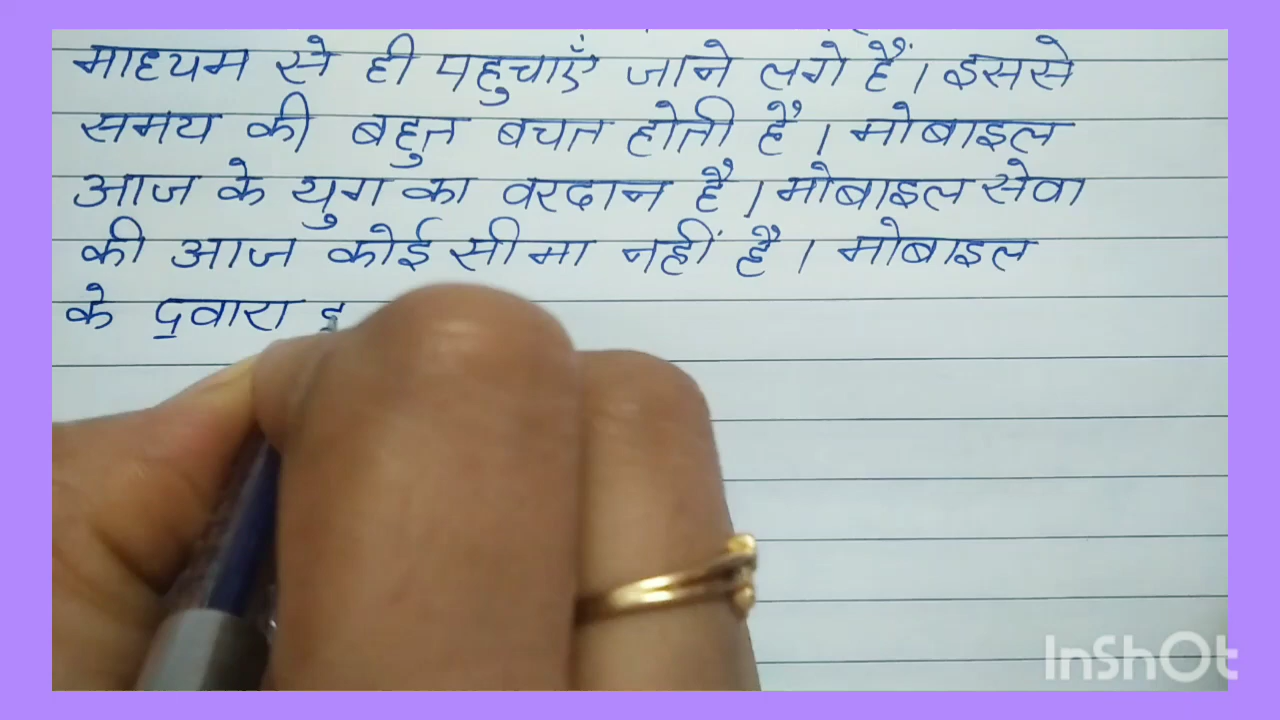 माध्यम से ही पहुचाएँ जाने लगे हैं। इससे
समय की बहुत बचत होती है। मोबाइल
आज के युग का वरदान है। मोबाइल सेवा
की आज कोई सीमा नहीं है। मोबाइल
के द्वारा
InShOt